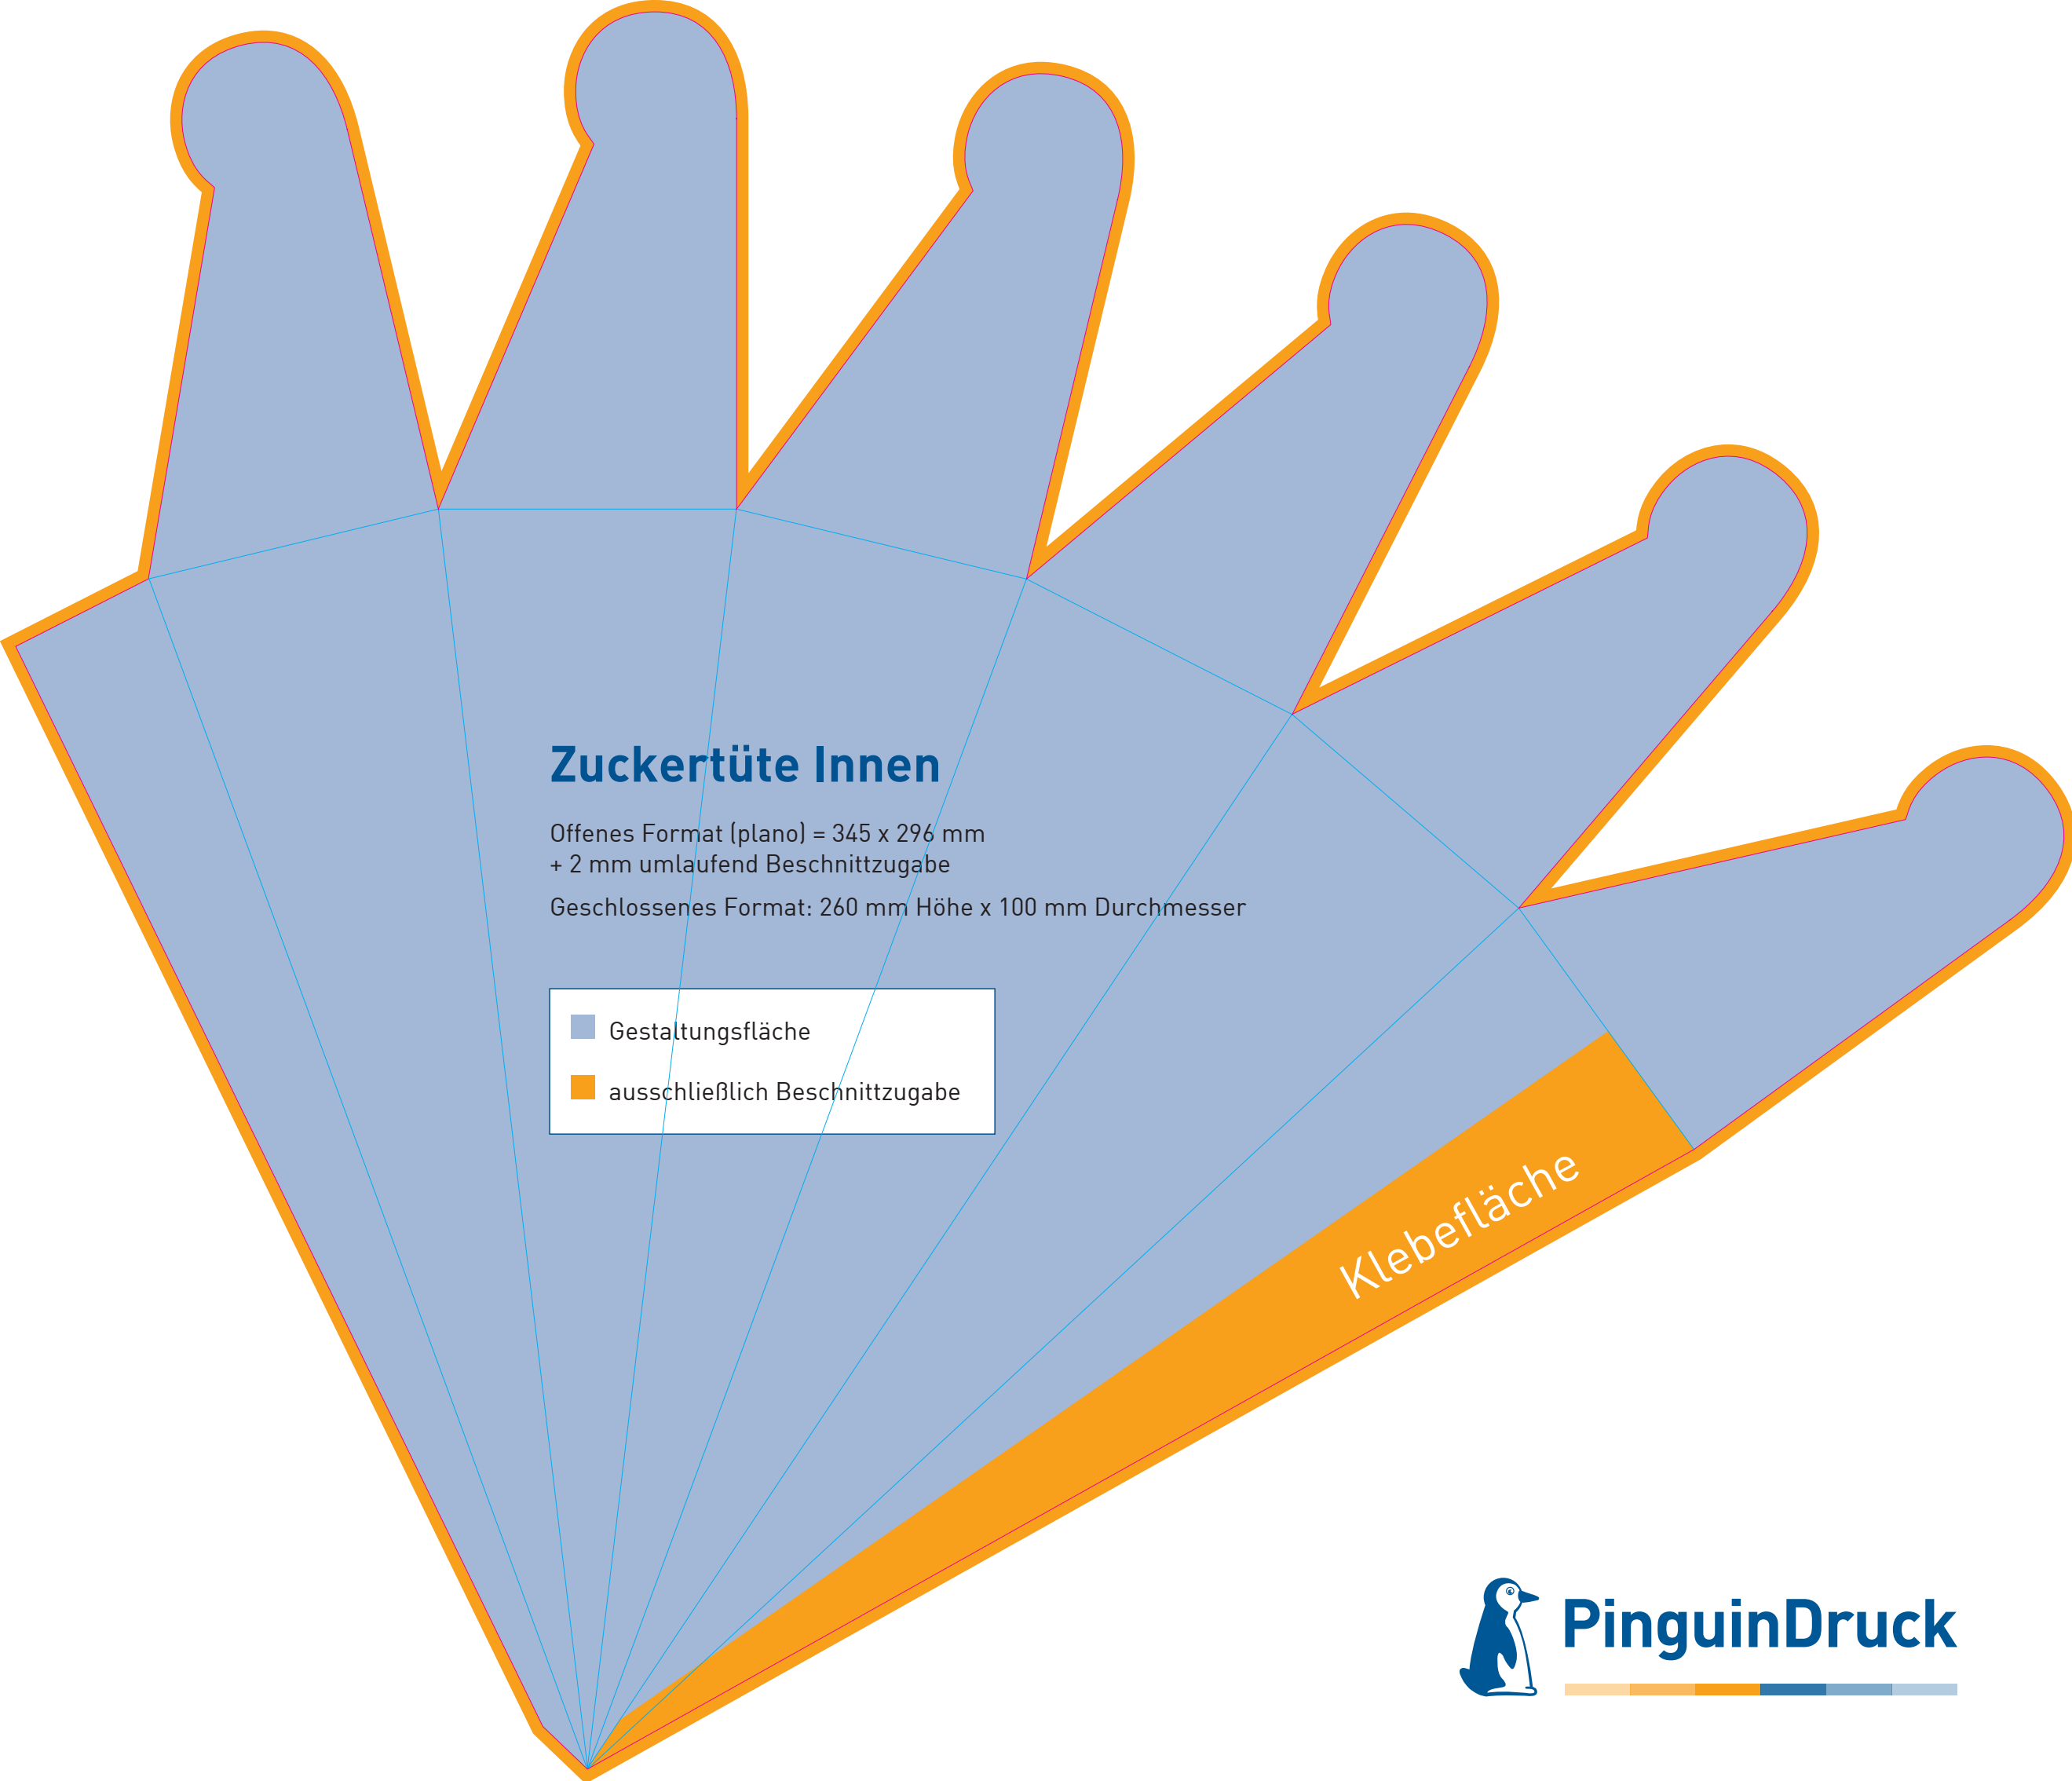 Zuckertüte Innen
Offenes Format (plano) = 345 x 296 mm
+ 2 mm umlaufend Beschnittzugabe
Geschlossenes Format: 260 mm Höhe x 100 mm Durchmesser
Gestaltungsfläche
ausschließlich Beschnittzugabe
Klebefläche
PinguinDruck